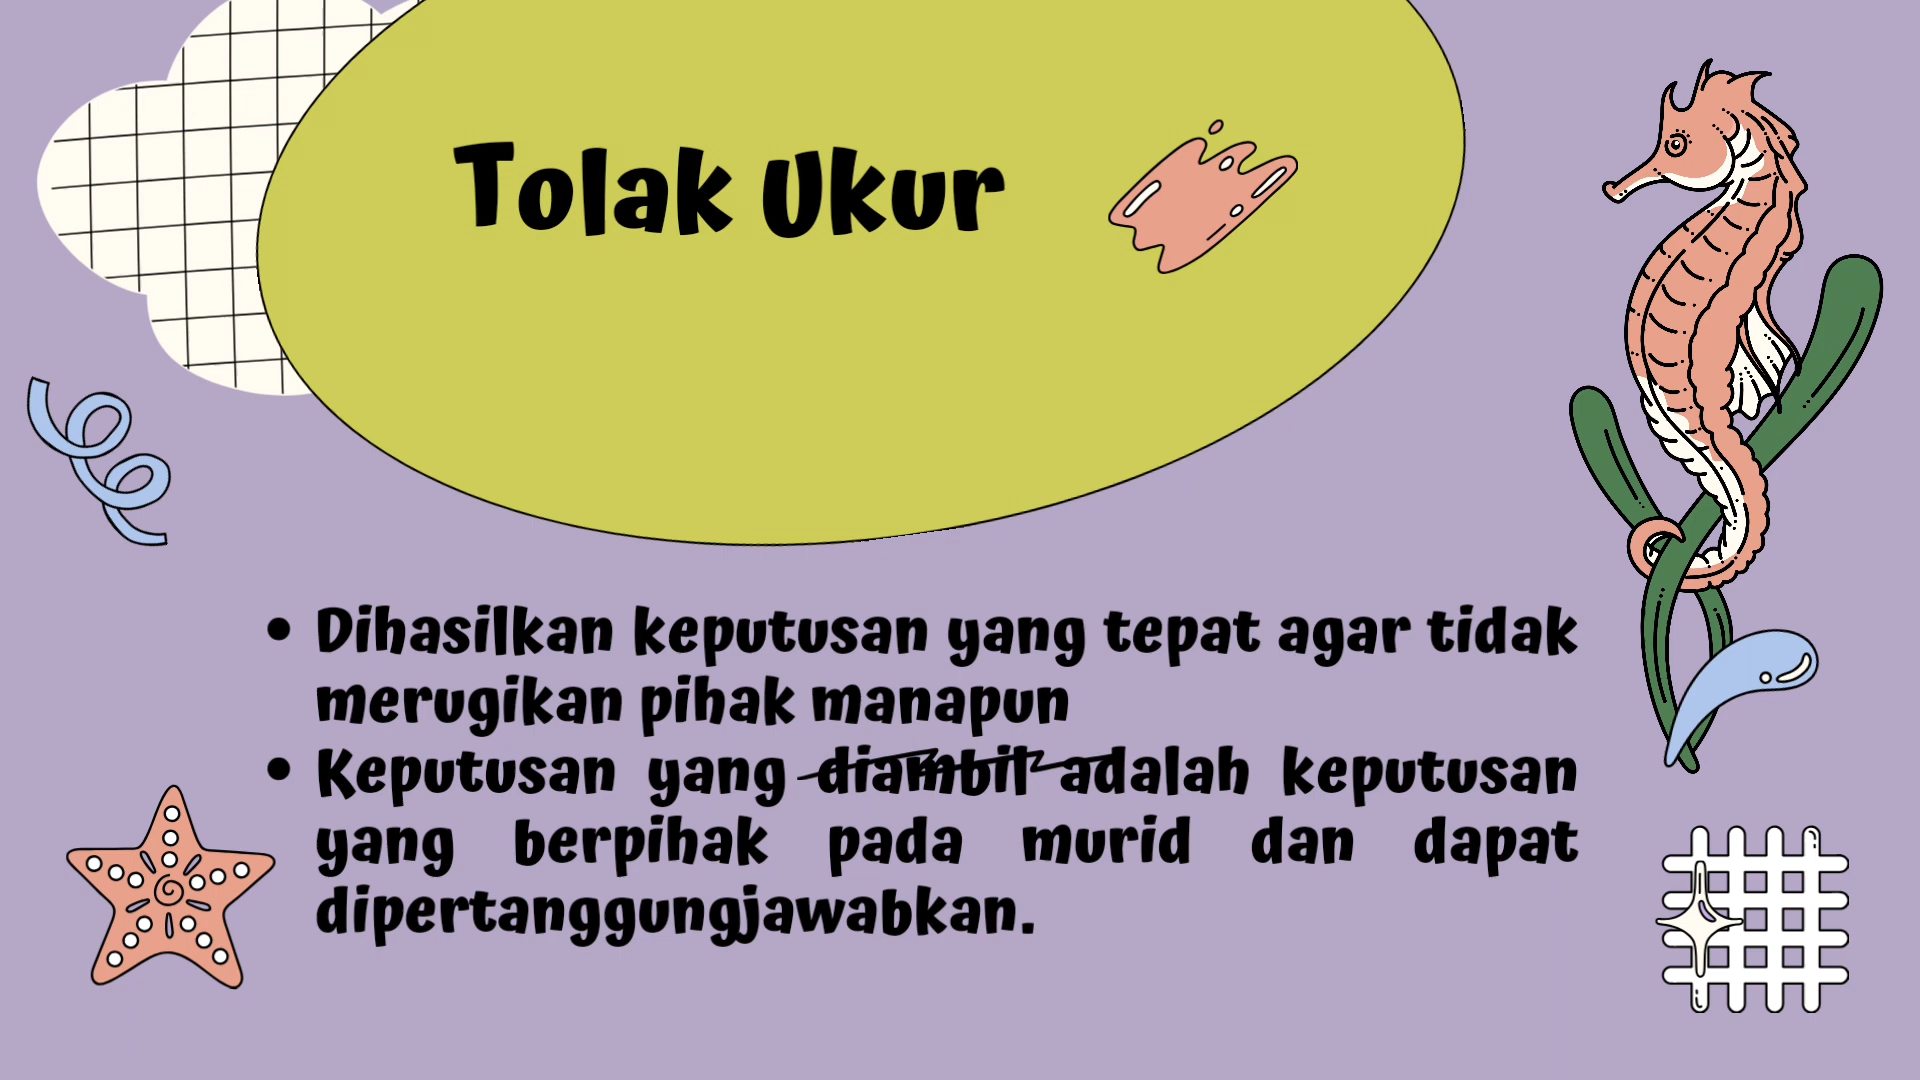 Tolak Ukur
• Dihasilkan keputusan yang tepat agar tidak
merugikan pihak manapun
• Keputusan yang diambil adalah keputusan
yang berpihak pada murid dan dapat
dipertanggungjawabkan.